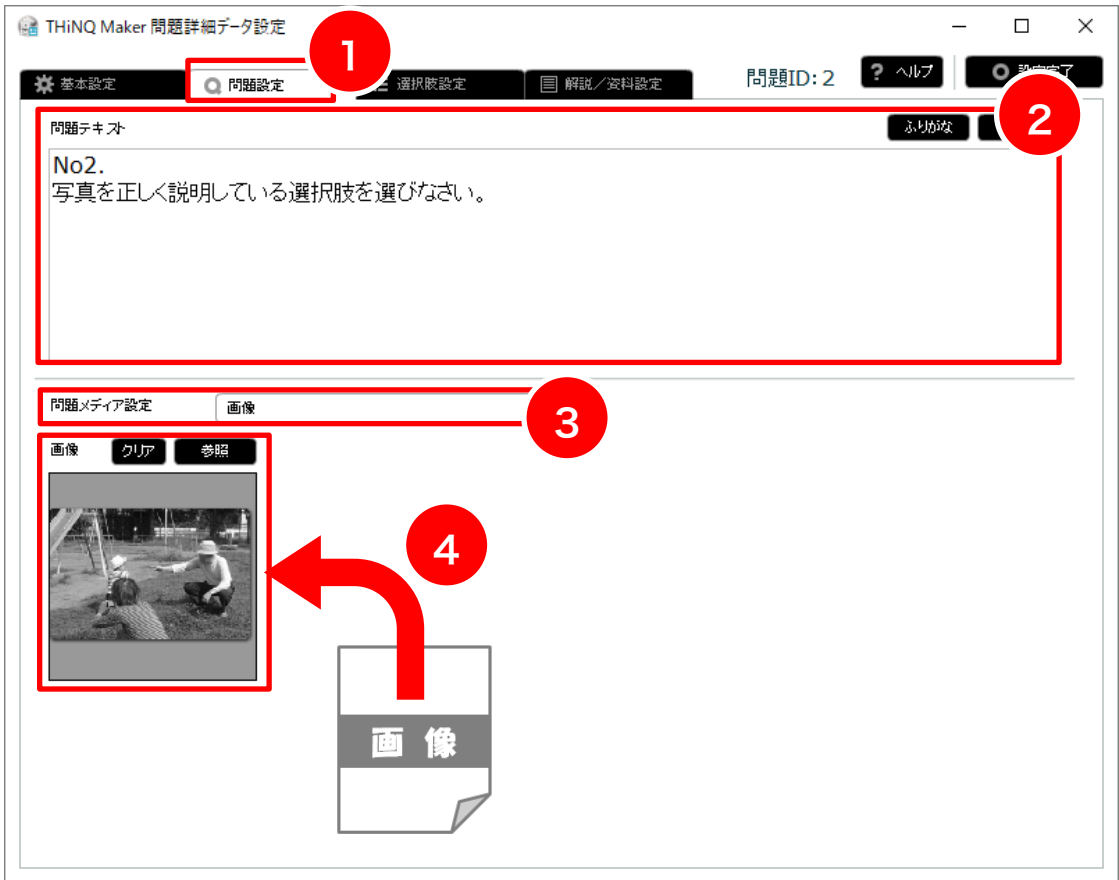 THiNQ Maker 問題詳細データ設定
1
基本設定
問題設定
選択肢設定
解説／資料設定
問題ID: 2
? ヘルプ
設定完了
2
問題テキスト
ふりがな
No2.
写真を正しく説明している選択肢を選びなさい。
問題メディア設定
画像
3
画像
クリア
参照
4
画像